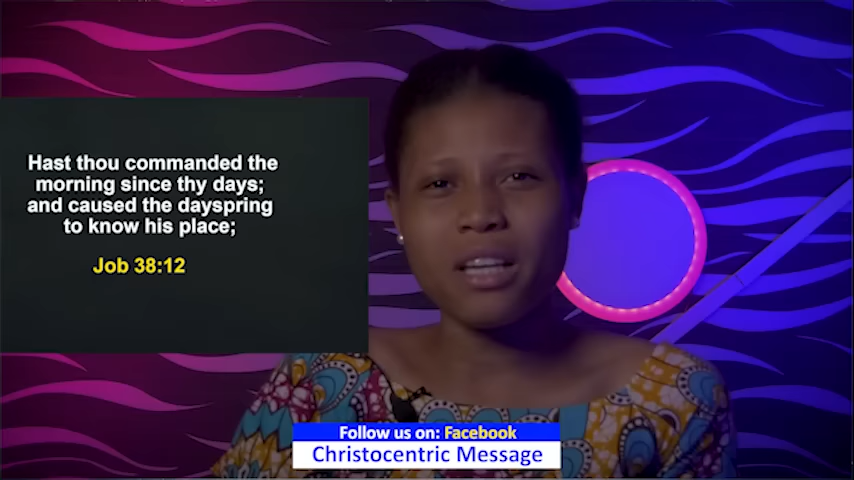 Hast thou commanded the
morning since thy days;
and caused the dayspring
to know his place;
Job 38:12
Follow us on: Facebook
Christocentric Message